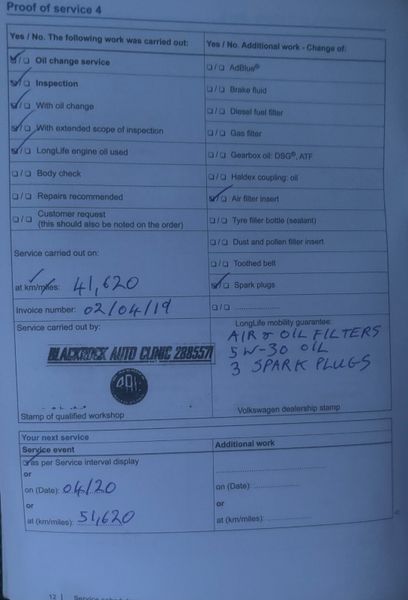 Proof of service 4
Yes / No. The following work was carried out:
Oil change service
Inspection
With oil change
With extended scope of inspection
LongLife engine oil used
Body check
Repairs recommended
Customer request
(this should also be noted on the order)
Service carried out on:
at km/miles: 41,620
Invoice number: 02/04/19
Yes / No. Additional work - Change of:
AdBlue®
Brake fluid
Diesel fuel filter
Gas filter
Gearbox oil: DSG®, ATF
Haldex coupling: oil
Air filter insert
Tyre filler bottle (sealant)
Dust and pollen filter insert
Toothed belt
Spark plugs
Service carried out by:
BLACKROCK AUTO CLINIC 2885571
Stamp of qualified workshop
LongLife mobility guarantee:
AIR & OIL FILTERS
5W-30 OIL
3 SPARK PLUGS
Volkswagen dealership stamp
Your next service
Service event
as per Service interval display
or
on (Date): 04/20
or
at (km/miles): 51,620
Additional work
on (Date):
or
at (km/miles):
12 |